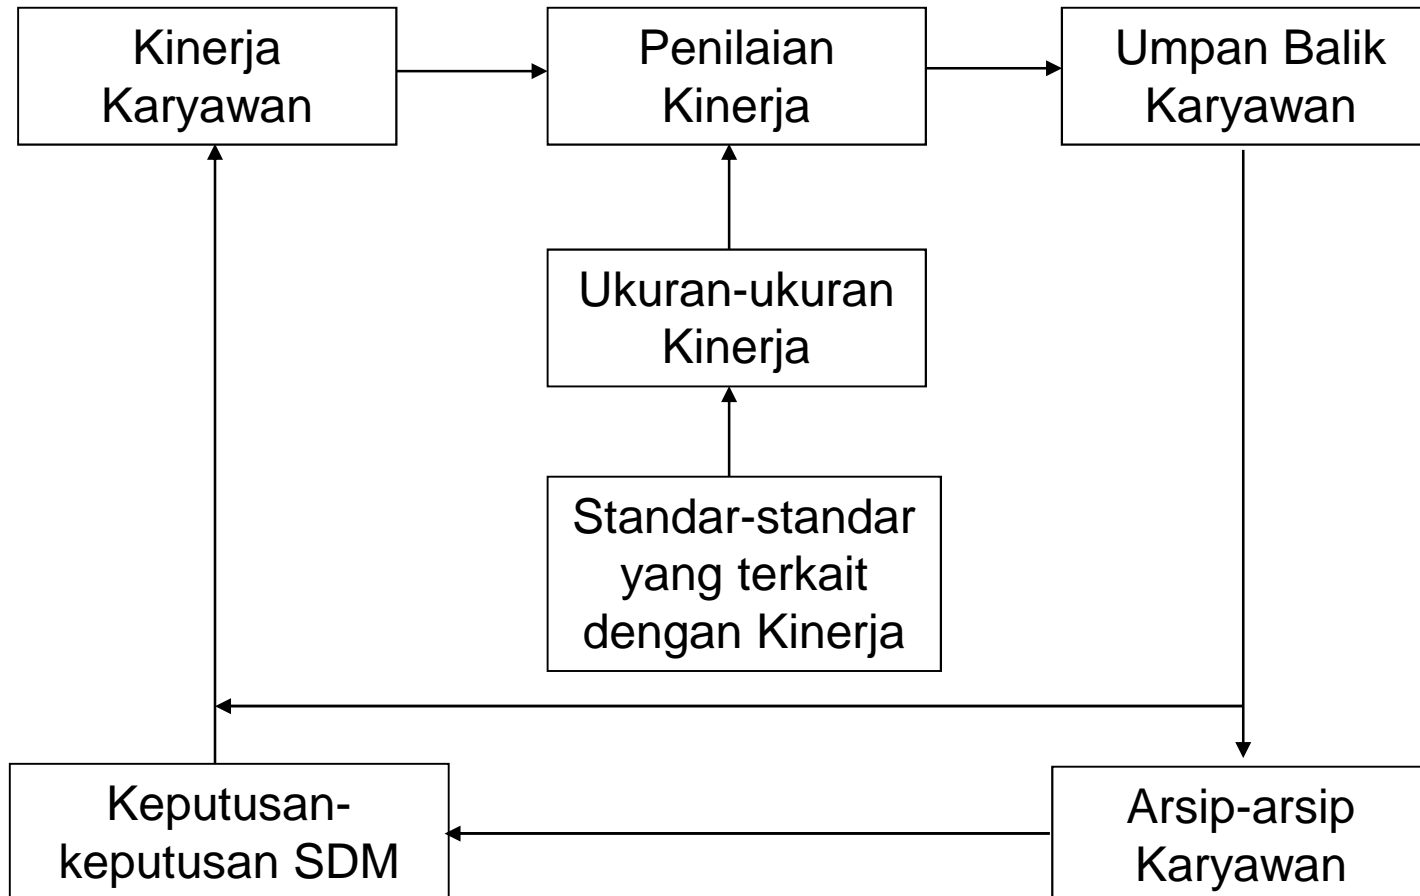 Kinerja
Karyawan
Penilaian
Kinerja
Umpan Balik
Karyawan
Ukuran-ukuran
Kinerja
Standar-standar
yang terkait
dengan Kinerja
Keputusan-
keputusan SDM
Arsip-arsip
Karyawan